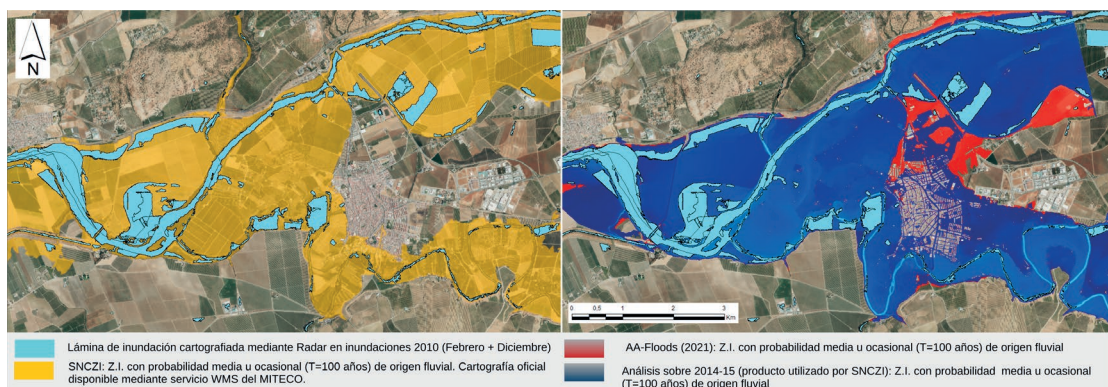 N
0 0,5 1 2 3
Km
Lámina de inundación cartografiada mediante Radar en inundaciones 2010 (Febrero + Diciembre)
SNCZI: Z.I. con probabilidad media u ocasional (T=100 años) de origen fluvial. Cartografía oficial
disponible mediante servicio WMS del MITECO.
AA-Floods (2021): Z.I. con probabilidad media u ocasional (T=100 años) de origen fluvial
Análisis sobre 2014-15 (producto utilizado por SNCZI): Z.I. con probabilidad media u ocasional
(T=100 años) de origen fluvial